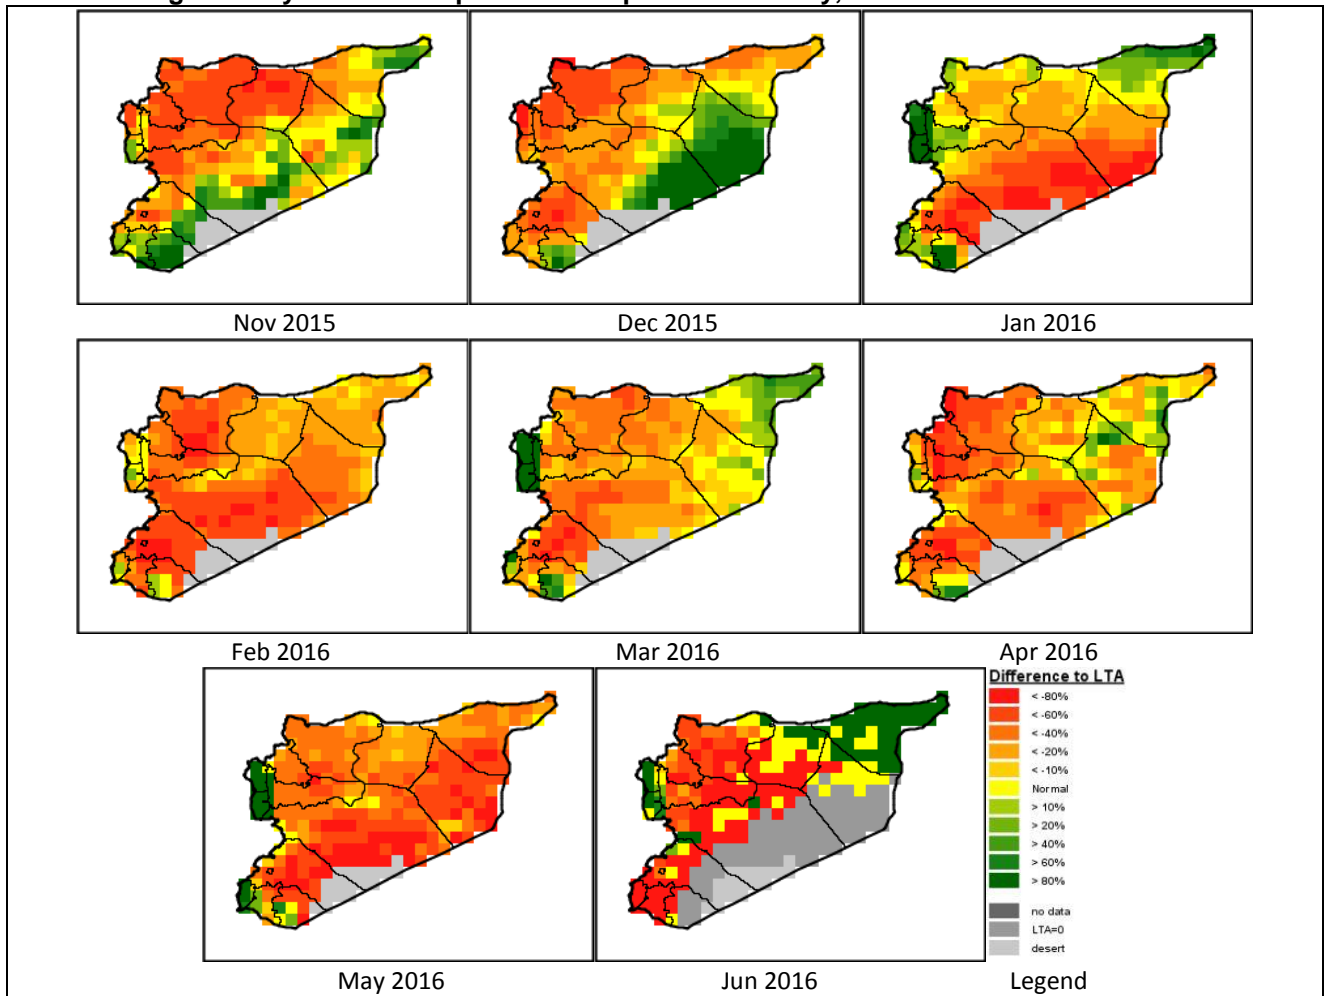 Nov 2015
Dec 2015
Jan 2016
Feb 2016
Mar 2016
Apr 2016
Difference to LTA
< -80%
< -60%
< -40%
< -20%
< -10%
Normal
> 10%
> 20%
> 40%
> 60%
> 80%
no data
LTA=0
desert
May 2016
Jun 2016
Legend